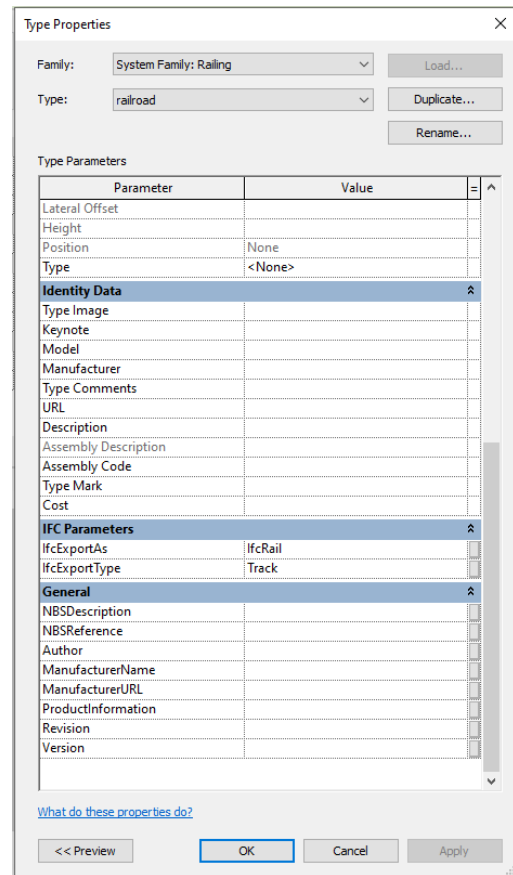 Type Properties
Family: System Family: Railing Load...
Type: railroad Duplicate...
Rename...
Type Parameters
Parameter Value =
Lateral Offset
Height
Position None
Type <None>
Identity Data
Type Image
Keynote
Model
Manufacturer
Type Comments
URL
Description
Assembly Description
Assembly Code
Type Mark
Cost
IFC Parameters
IfcExportAs IfcRail
IfcExportType Track
General
NBSDescription
NBSReference
Author
ManufacturerName
ManufacturerURL
ProductInformation
Revision
Version
What do these properties do?
<< Preview OK Cancel Apply